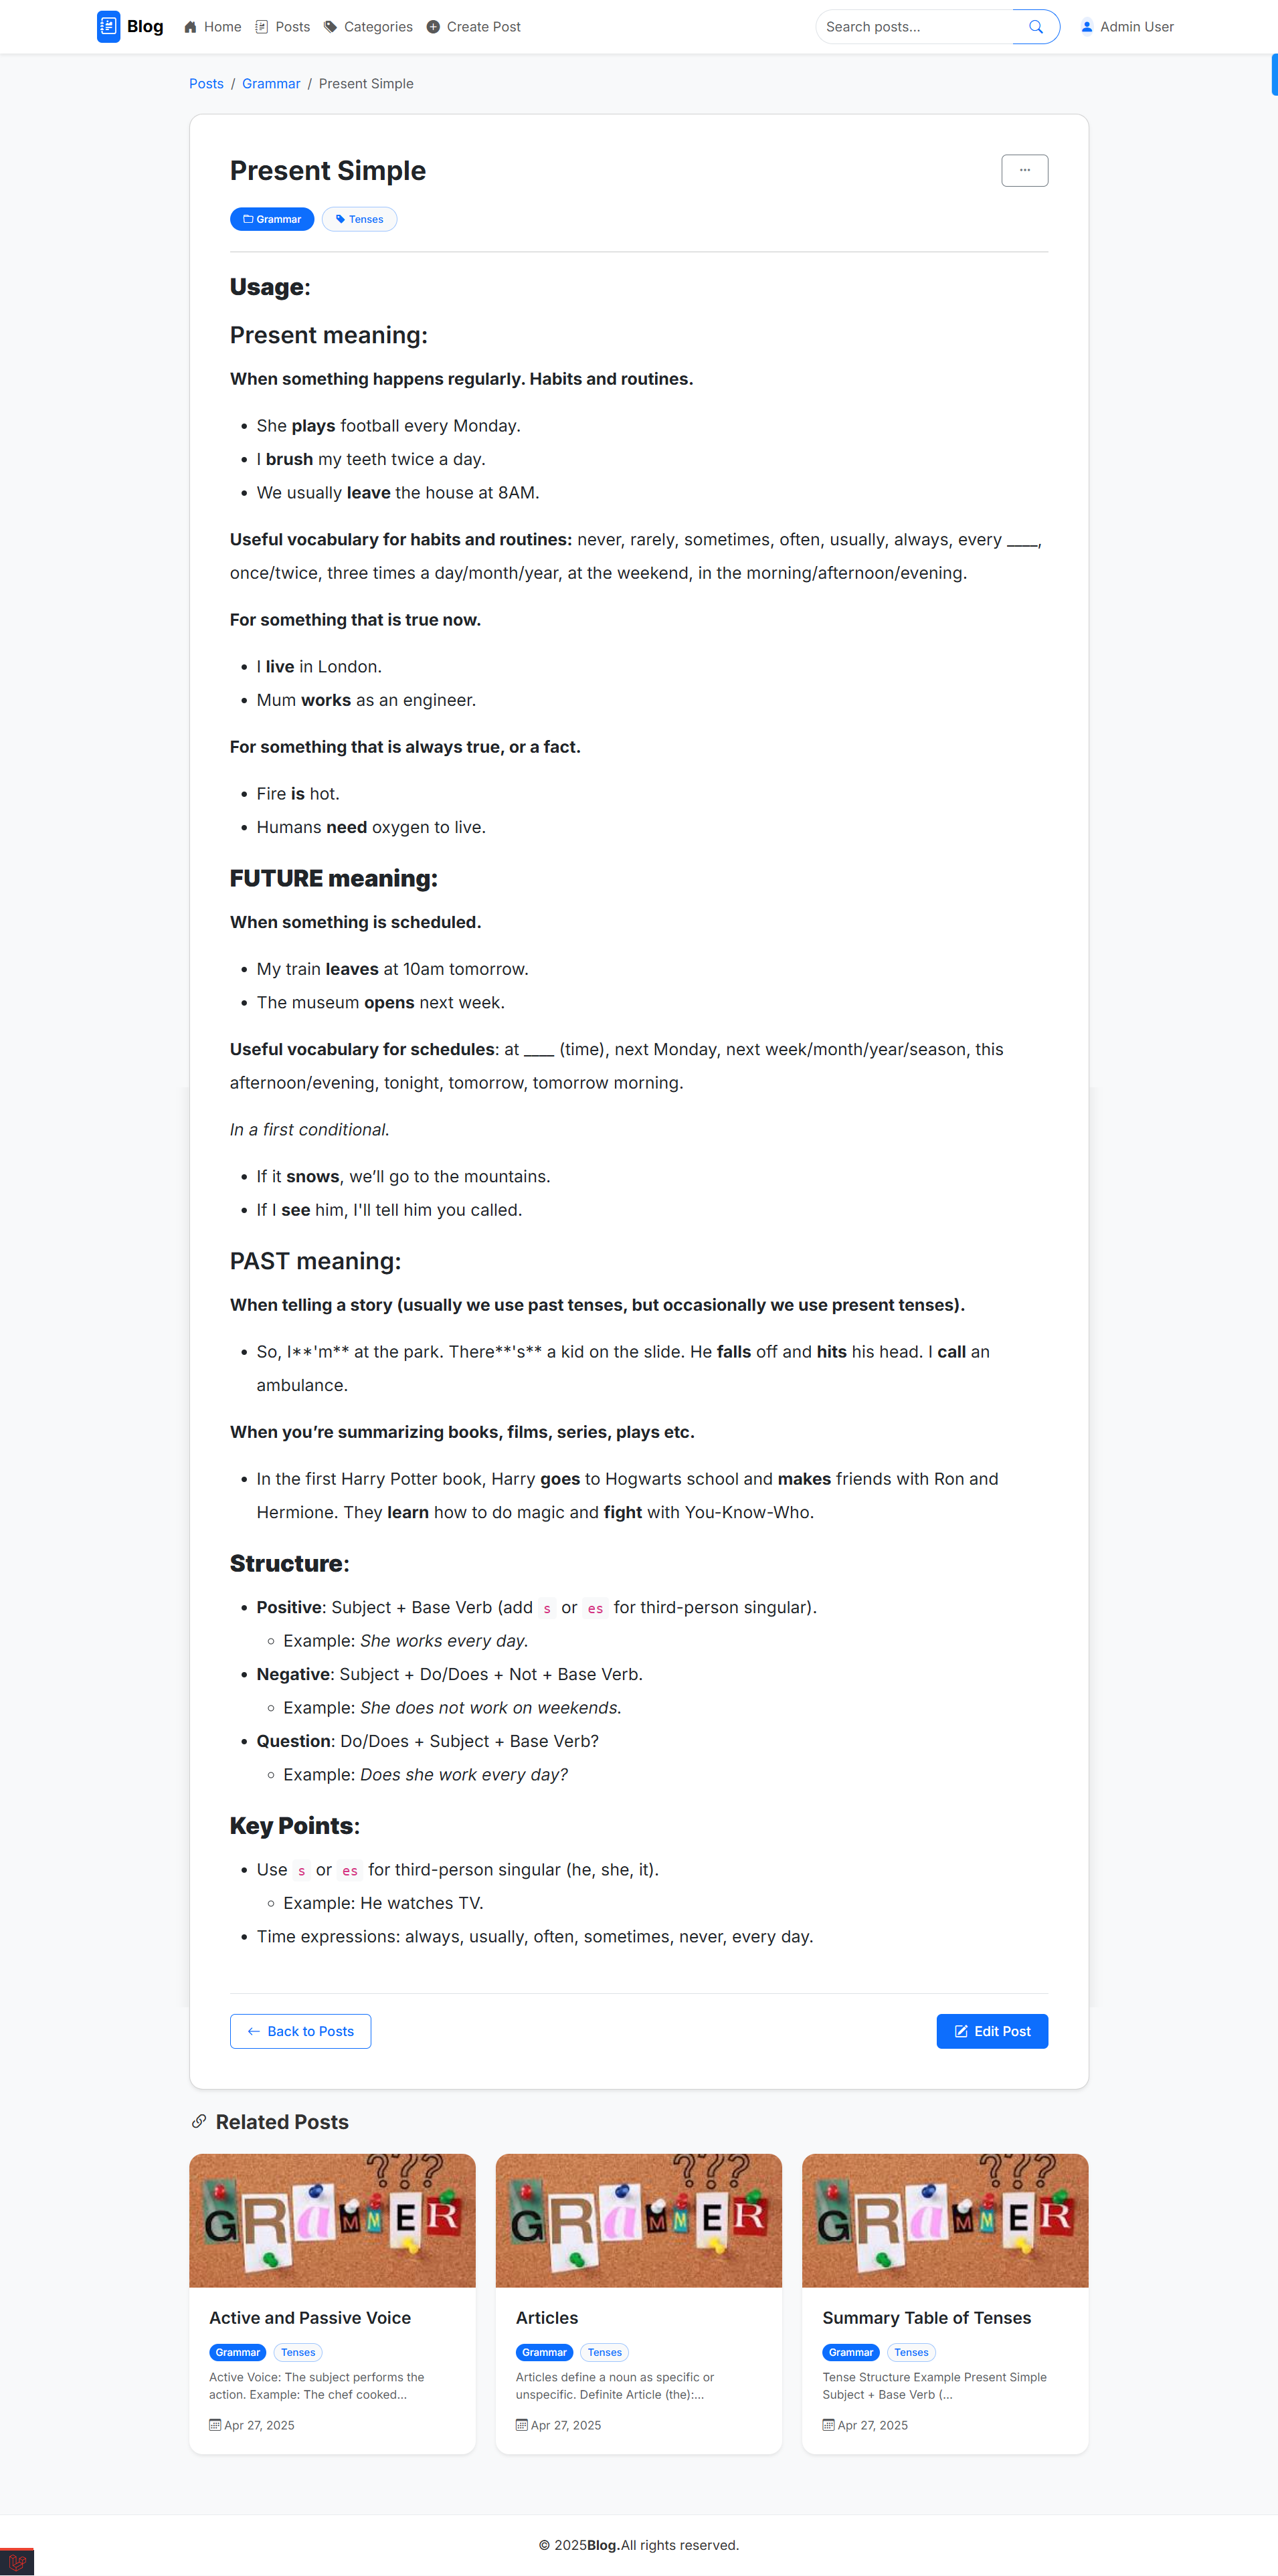 Blog Home Posts Categories Create Post Search posts... Admin User
Posts / Grammar / Present Simple
Present Simple
...
Grammar Tenses
Usage:
Present meaning:
When something happens regularly. Habits and routines.
• She plays football every Monday.
• I brush my teeth twice a day.
• We usually leave the house at 8AM.
Useful vocabulary for habits and routines: never, rarely, sometimes, often, usually, always, every ____,
once/twice, three times a day/month/year, at the weekend, in the morning/afternoon/evening.
For something that is true now.
• I live in London.
• Mum works as an engineer.
For something that is always true, or a fact.
• Fire is hot.
• Humans need oxygen to live.
FUTURE meaning:
When something is scheduled.
• My train leaves at 10am tomorrow.
• The museum opens next week.
Useful vocabulary for schedules: at ____ (time), next Monday, next week/month/year/season, this
afternoon/evening, tonight, tomorrow, tomorrow morning.
In a first conditional.
• If it snows, we’ll go to the mountains.
• If I see him, I'll tell him you called.
PAST meaning:
When telling a story (usually we use past tenses, but occasionally we use present tenses).
• So, I**'m** at the park. There**'s** a kid on the slide. He falls off and hits his head. I call an
ambulance.
When you’re summarizing books, films, series, plays etc.
• In the first Harry Potter book, Harry goes to Hogwarts school and makes friends with Ron and
Hermione. They learn how to do magic and fight with You-Know-Who.
Structure:
• Positive: Subject + Base Verb (add s or es for third-person singular).
◦ Example: She works every day.
• Negative: Subject + Do/Does + Not + Base Verb.
◦ Example: She does not work on weekends.
• Question: Do/Does + Subject + Base Verb?
◦ Example: Does she work every day?
Key Points:
• Use s or es for third-person singular (he, she, it).
◦ Example: He watches TV.
• Time expressions: always, usually, often, sometimes, never, every day.
Back to Posts Edit Post
Related Posts
???
GRaMMER
Active and Passive Voice
Grammar Tenses
Active Voice: The subject performs the
action. Example: The chef cooked...
Apr 27, 2025
???
GRaMMER
Articles
Grammar Tenses
Articles define a noun as specific or
unspecific. Definite Article (the):...
Apr 27, 2025
???
GRaMMER
Summary Table of Tenses
Grammar Tenses
Tense Structure Example Present Simple
Subject + Base Verb (...
Apr 27, 2025
© 2025Blog.All rights reserved.